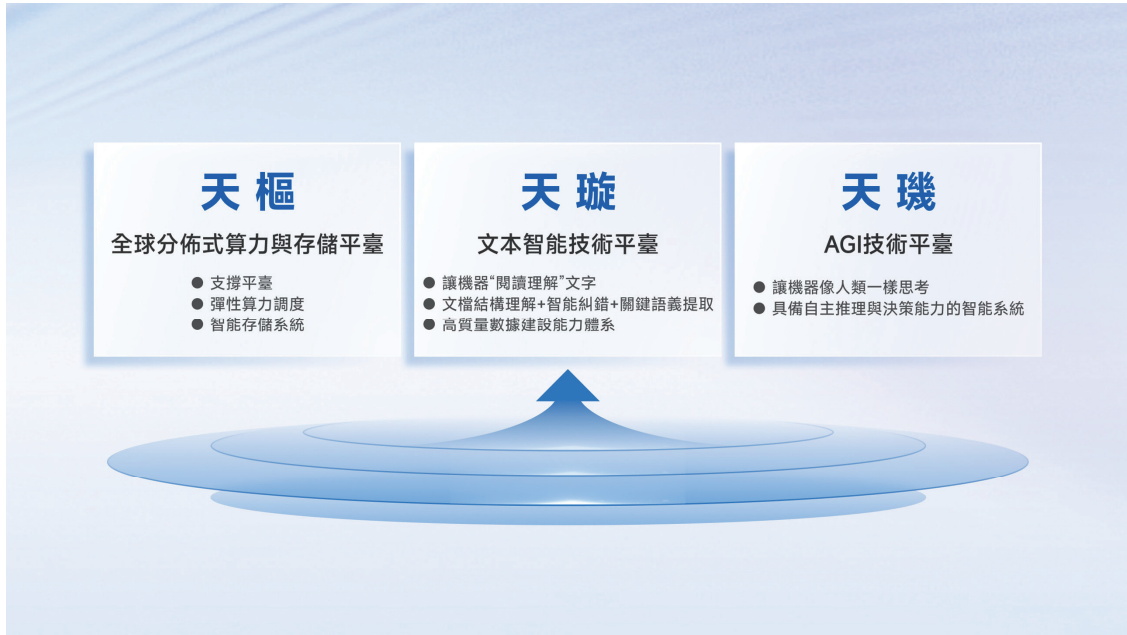 天樞
全球分佈式算力與存儲平臺
● 支撐平臺
● 彈性算力調度
● 智能存儲系統
天璇
文本智能技術平臺
● 讓機器“閱讀理解”文字
● 文檔結構理解+智能糾錯+關鍵語義提取
● 高質量數據建設能力體系
天璣
AGI技術平臺
● 讓機器像人類一樣思考
● 具備自主推理與決策能力的智能系統